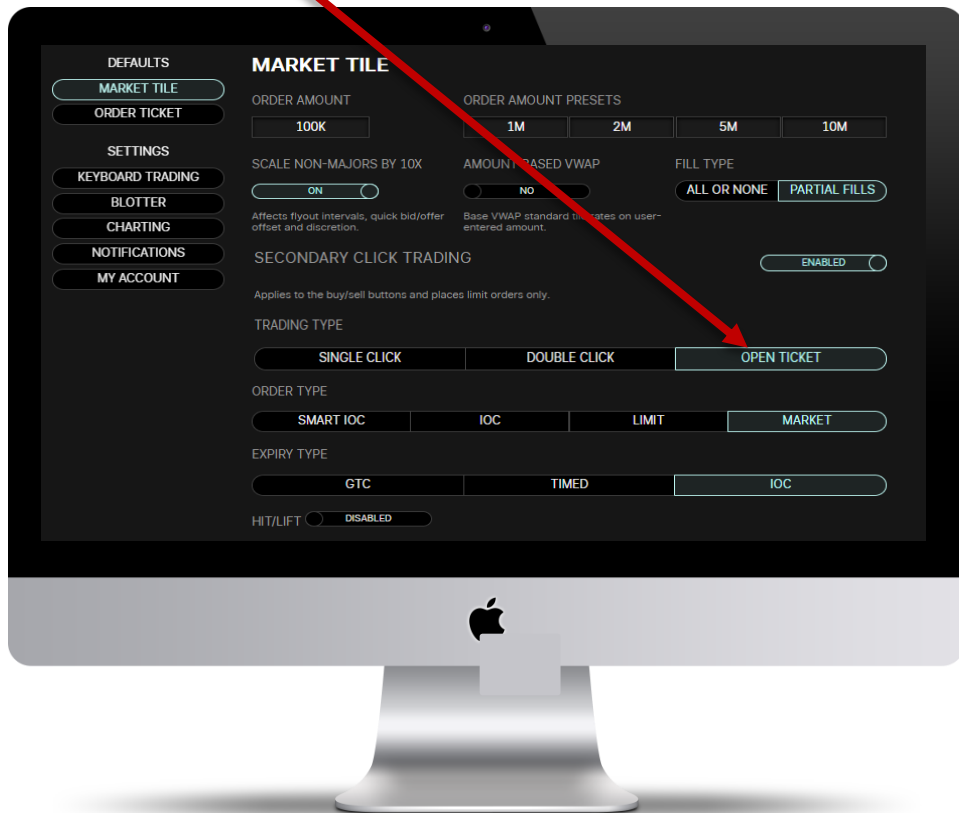 DEFAULTS
MARKET TILE
ORDER TICKET
SETTINGS
KEYBOARD TRADING
BLOTTER
CHARTING
NOTIFICATIONS
MY ACCOUNT
MARKET TILE
ORDER AMOUNT
100K
ORDER AMOUNT PRESETS
1M 2M 5M 10M
SCALE NON-MAJORS BY 10X
ON
Affects flyout intervals, quick bid/offer
offset and discretion.
AMOUNT BASED VWAP
NO
Base VWAP standard tile rates on user-
entered amount.
FILL TYPE
ALL OR NONE PARTIAL FILLS
SECONDARY CLICK TRADING
ENABLED
Applies to the buy/sell buttons and places limit orders only.
TRADING TYPE
SINGLE CLICK DOUBLE CLICK OPEN TICKET
ORDER TYPE
SMART IOC IOC LIMIT MARKET
EXPIRY TYPE
GTC TIMED IOC
HIT/LIFT DISABLED